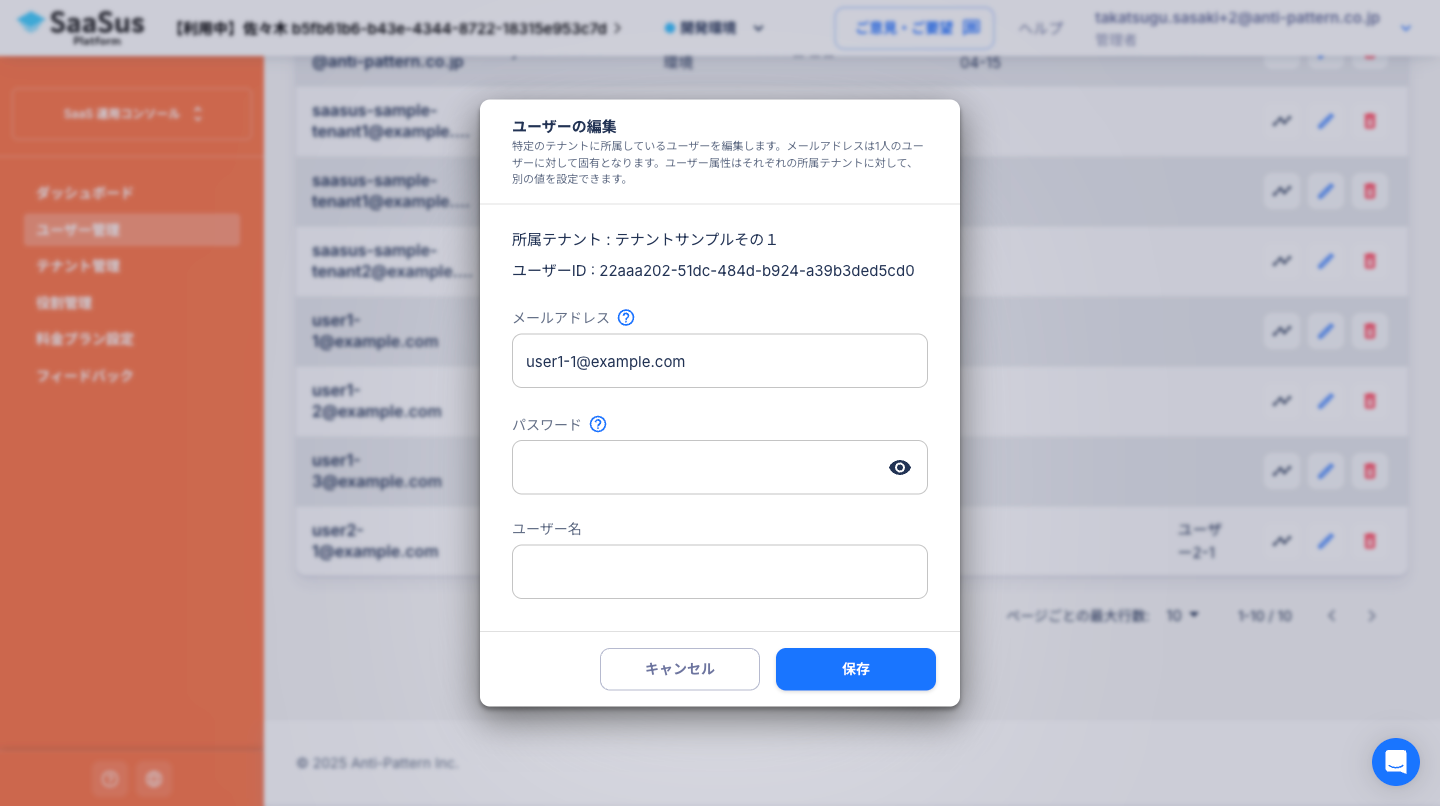 SaaSus
Platform
【利用中】佐々木 b5fb61b6-b43e-4344-8722-18315e953c7d
開発環境
ご意見・ご要望
ヘルプ
takatsugu.sasaki+2@anti-pattern.co.jp
管理者
SaaS 運用コンソール
ダッシュボード
ユーザー管理
テナント管理
役割管理
料金プラン設定
フィードバック
@anti-pattern.co.jp
環境
04-15
saasus-sample-
tenant1@example....
saasus-sample-
tenant1@example....
saasus-sample-
tenant2@example....
user1-
1@example.com
user1-
2@example.com
user1-
3@example.com
user2-
1@example.com
ユーザ
ー2-1
ページごとの最大行数:
10
1-10 / 10
© 2025 Anti-Pattern Inc.
ユーザーの編集
特定のテナントに所属しているユーザーを編集します。メールアドレスは1人のユー
ザーに対して固有となります。ユーザー属性はそれぞれの所属テナントに対して、
別の値を設定できます。
所属テナント : テナントサンプルその１
ユーザーID : 22aaa202-51dc-484d-b924-a39b3ded5cd0
メールアドレス
user1-1@example.com
パスワード
ユーザー名
キャンセル
保存